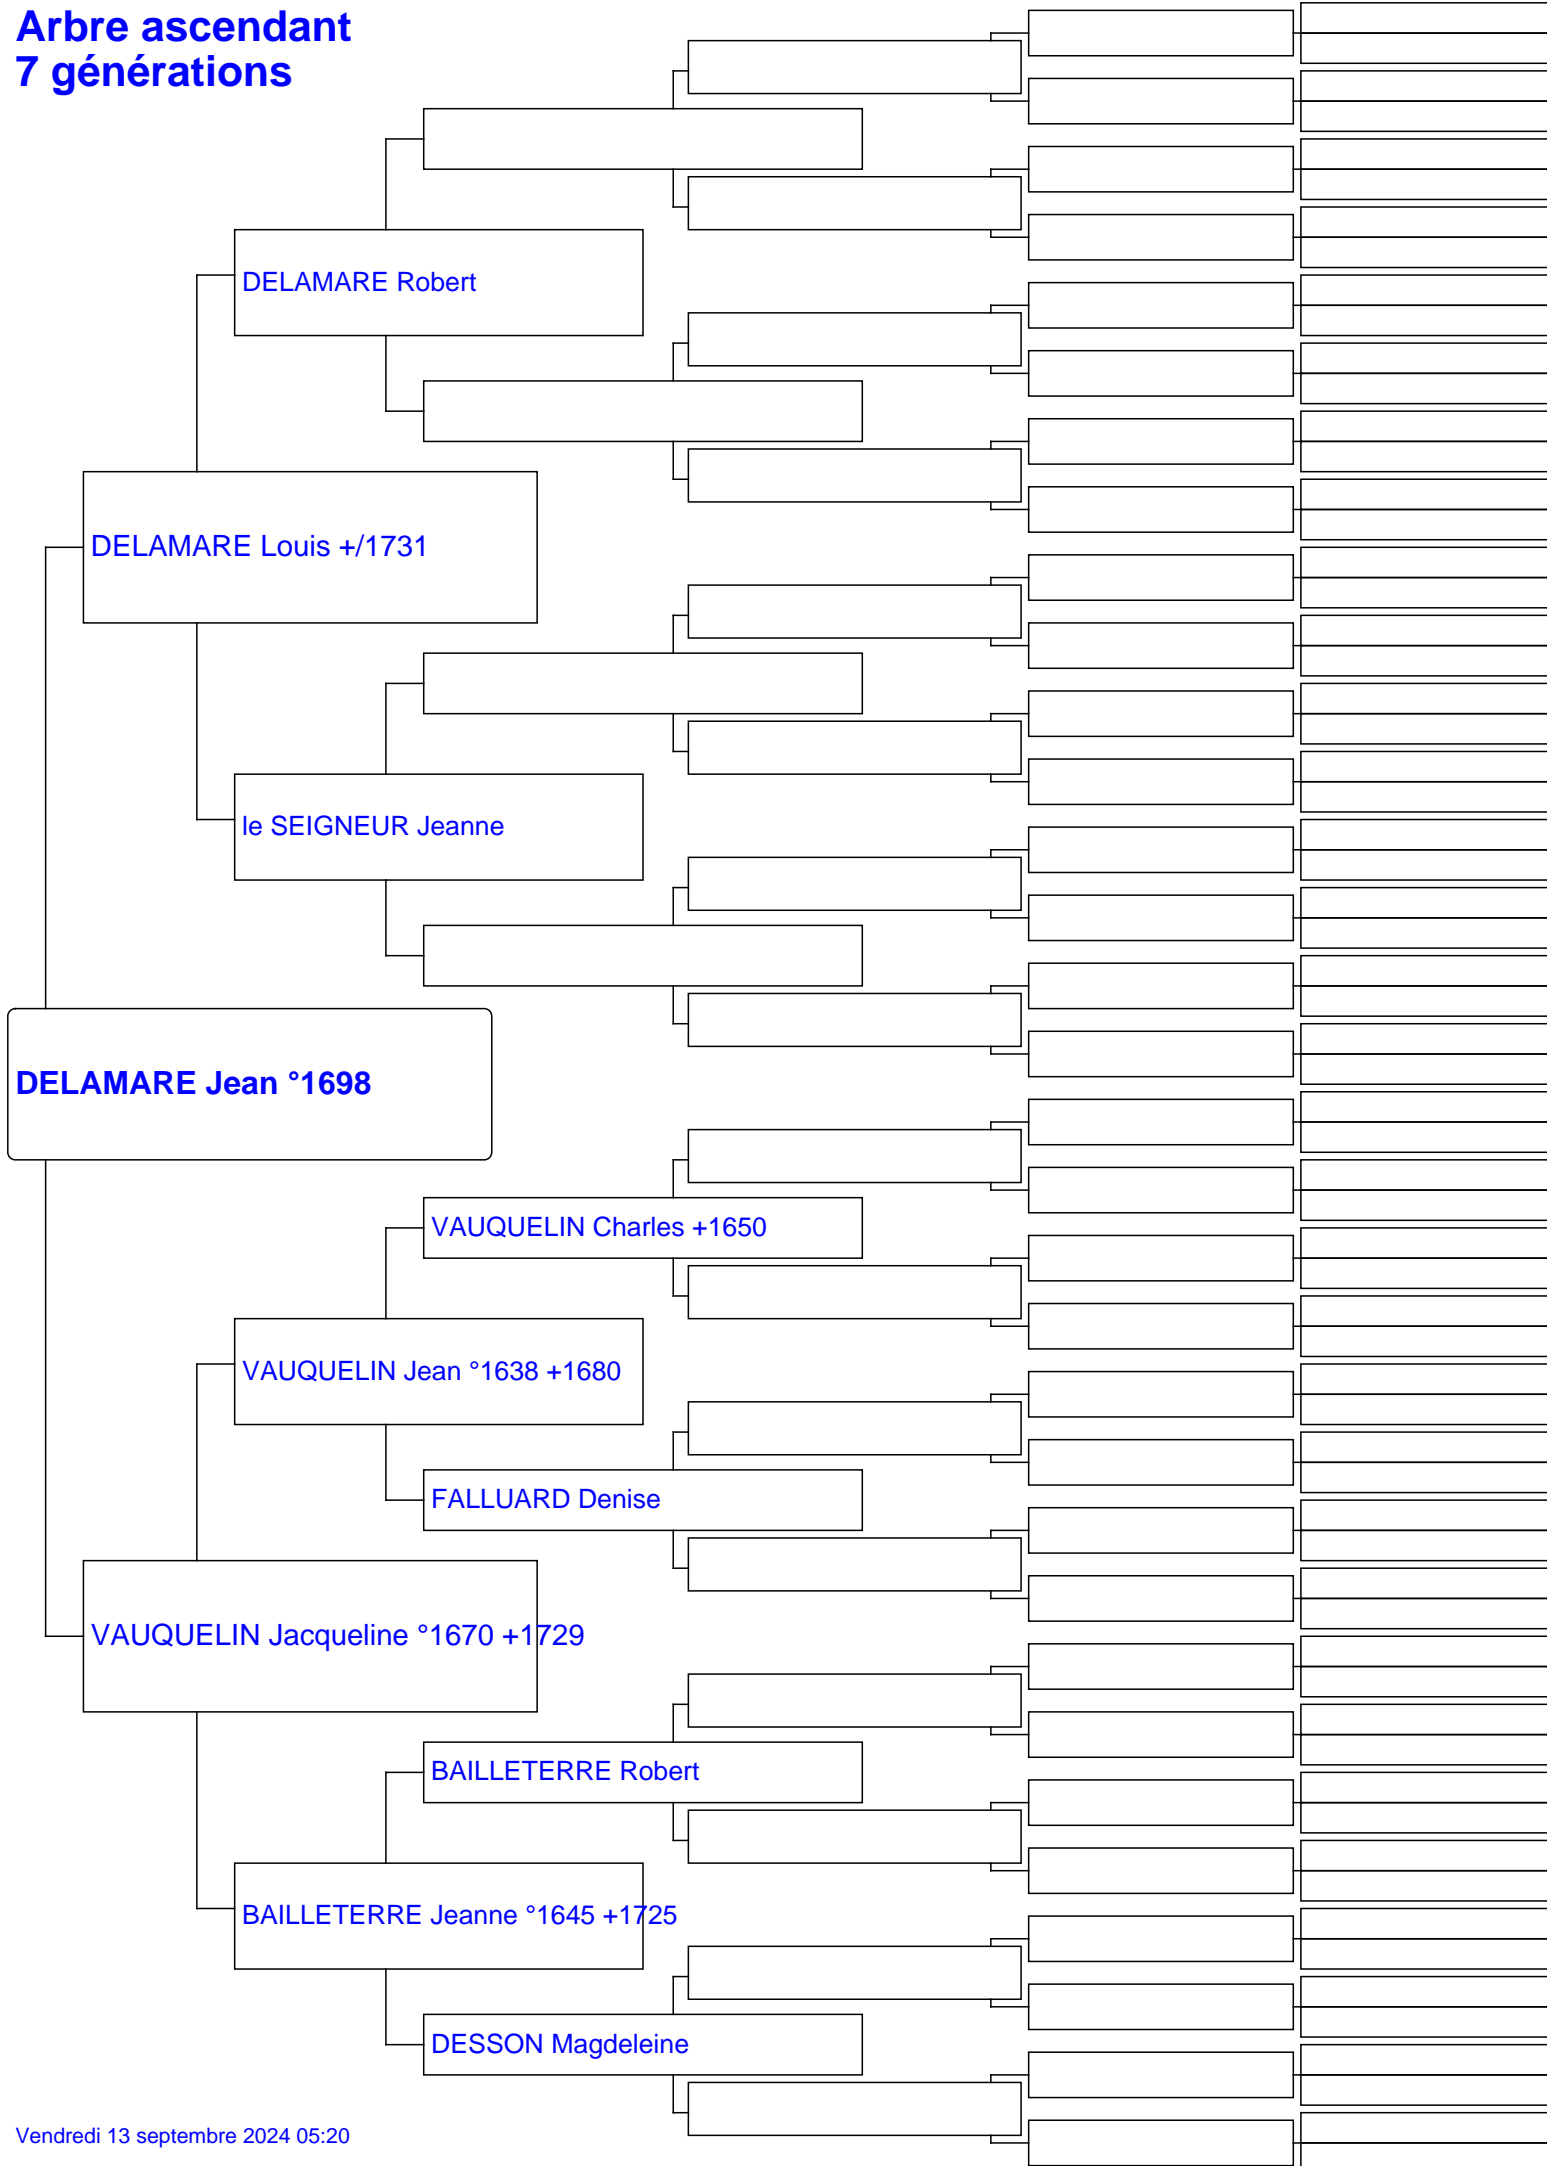 Arbre ascendant
7 générations
DELAMARE Robert
DELAMARE Louis +/1731
le SEIGNEUR Jeanne
DELAMARE Jean °1698
VAUQUELIN Charles +1650
VAUQUELIN Jean °1638 +1680
FALLUARD Denise
VAUQUELIN Jacqueline °1670 +1729
BAILLETERRE Robert
BAILLETERRE Jeanne °1645 +1725
DESSON Magdeleine
Vendredi 13 septembre 2024 05:20